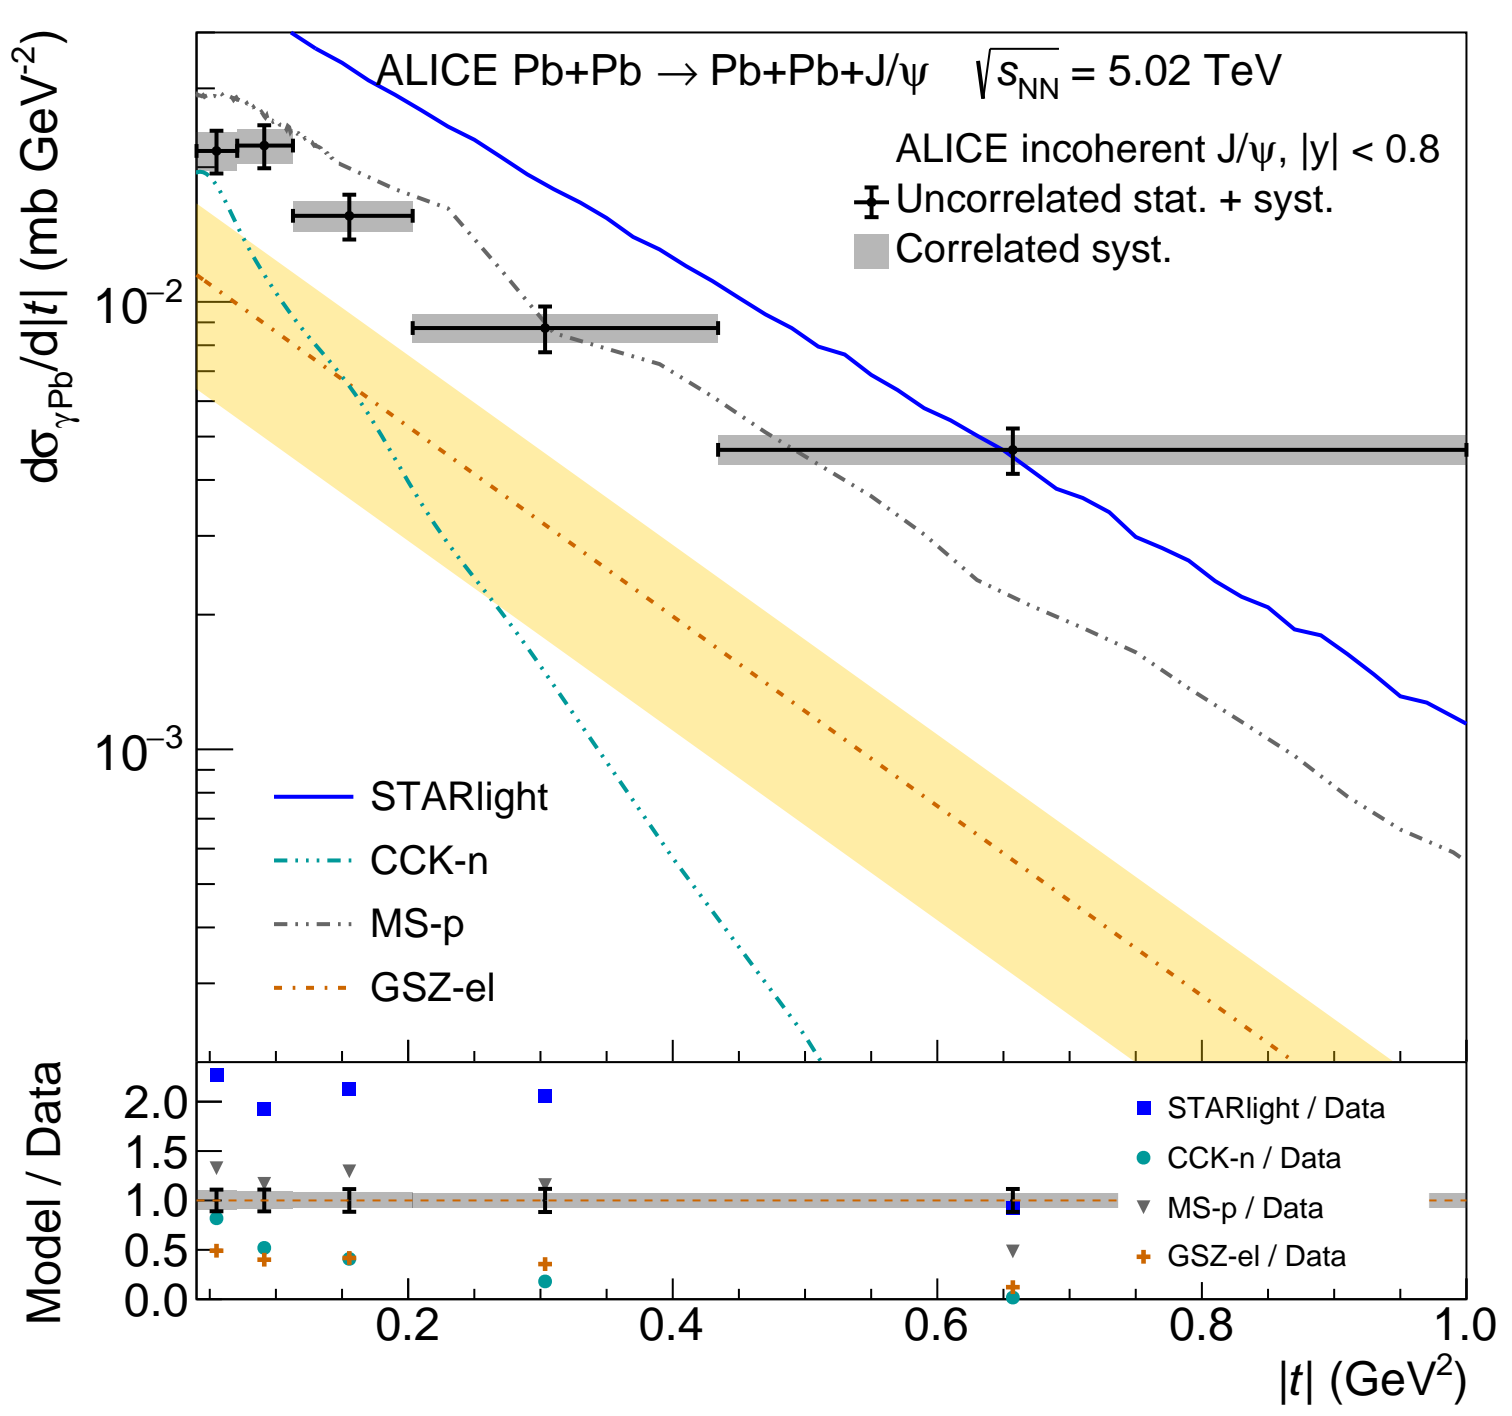 ALICE Pb+Pb → Pb+Pb+J/ψ √s_NN = 5.02 TeV
ALICE incoherent J/ψ, |y| < 0.8
Uncorrelated stat. + syst.
Correlated syst.
dσ_γPb/d|t| (mb GeV⁻²)
10⁻²
10⁻³
STARlight
CCK-n
MS-p
GSZ-el
Model / Data
2.0
1.5
1.0
0.5
0.0
STARlight / Data
CCK-n / Data
MS-p / Data
GSZ-el / Data
0.2 0.4 0.6 0.8 1.0
|t| (GeV²)